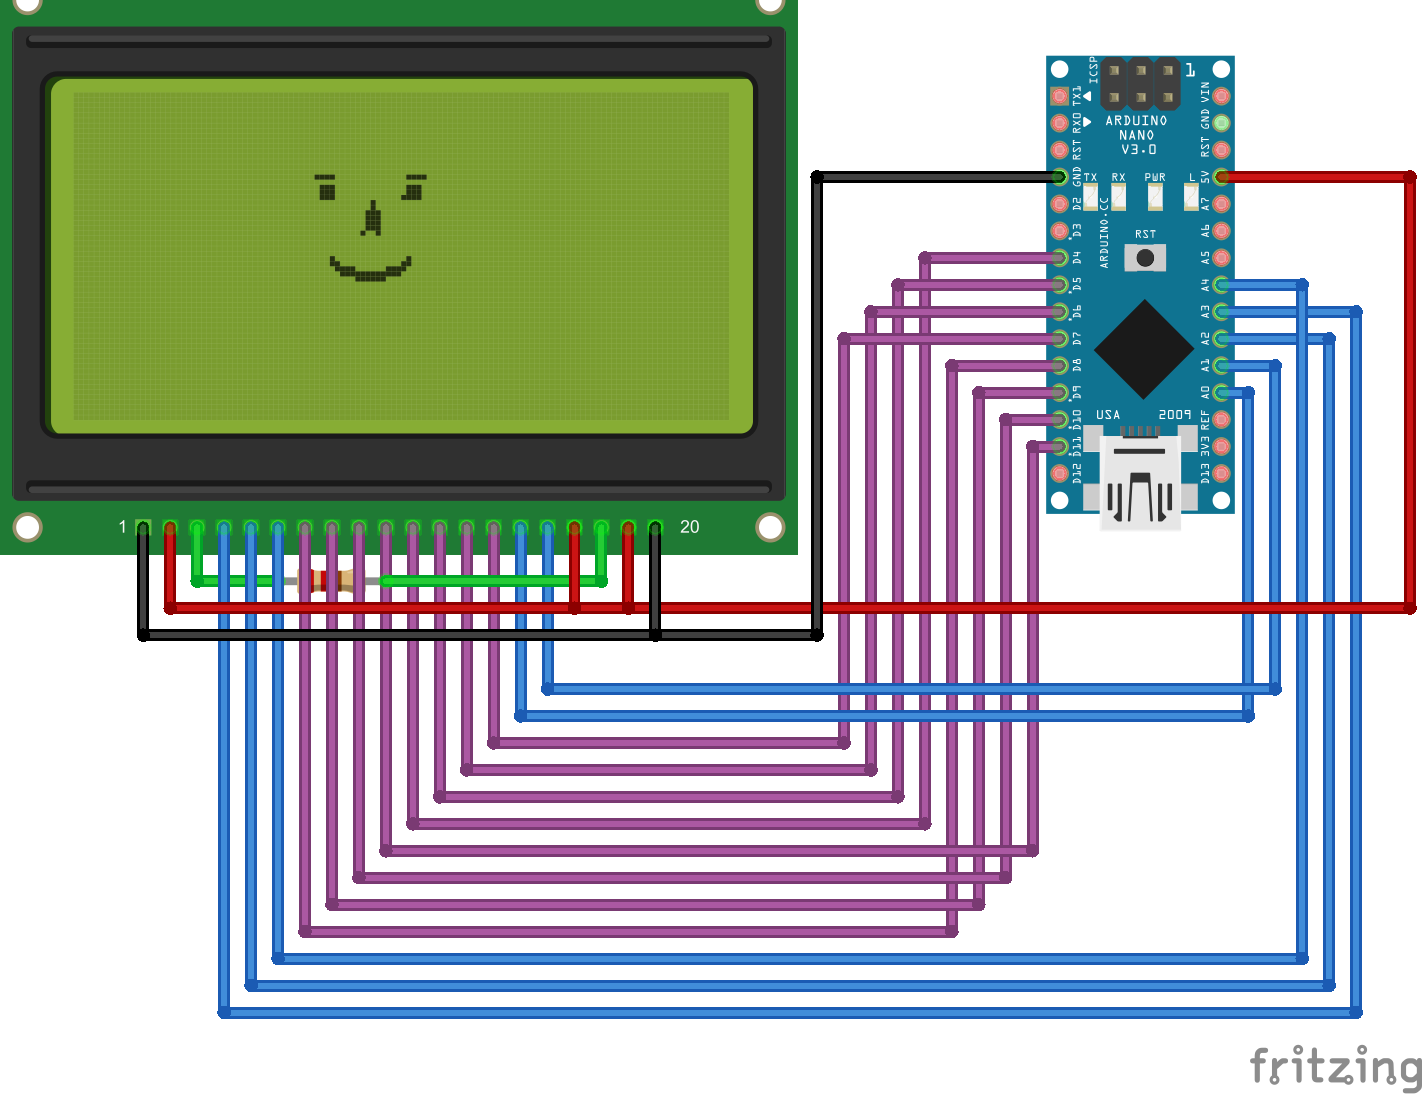 1
20
ICSP
1
TX1
RX0
RST
GND
D2
D3
D4
D5
D6
D7
D8
D9
D10
D11
D12
ARDUINO
NANO
V3.0
TX
RX
PWR
L
ARDUINO.CC
RST
USA
2009
VIN
GND
RST
5V
A7
A6
A5
A4
A3
A2
A1
A0
REF
3V3
D13
fritzing